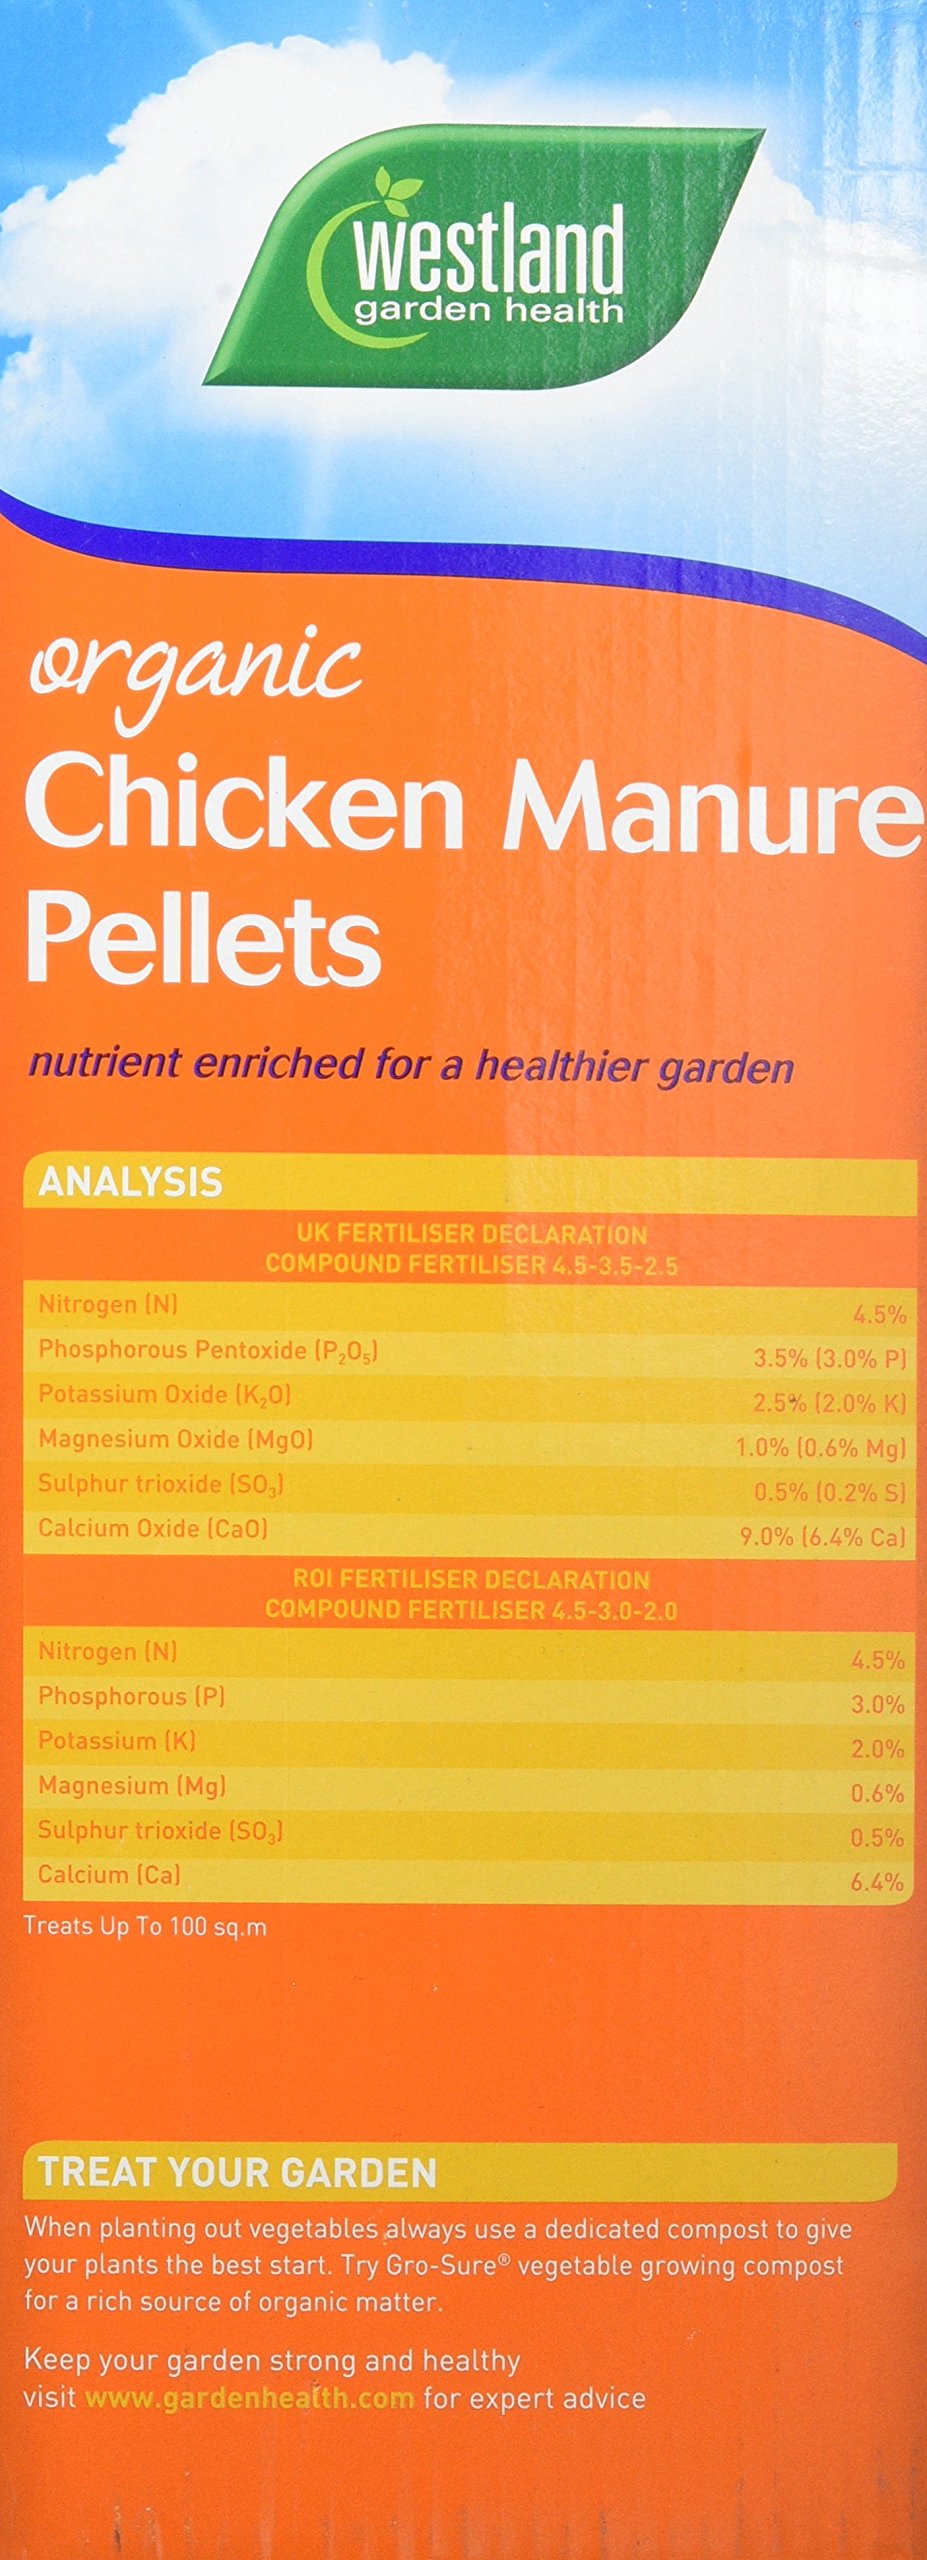 westland
garden health
organic
Chicken Manure
Pellets
nutrient enriched for a healthier garden
ANALYSIS
UK FERTILISER DECLARATION
COMPOUND FERTILISER 4.5-3.5-2.5
Nitrogen (N) 4.5%
Phosphorous Pentoxide (P₂O₅) 3.5% (3.0% P)
Potassium Oxide (K₂O) 2.5% (2.0% K)
Magnesium Oxide (MgO) 1.0% (0.6% Mg)
Sulphur trioxide (SO₃) 0.5% (0.2% S)
Calcium Oxide (CaO) 9.0% (6.4% Ca)
ROI FERTILISER DECLARATION
COMPOUND FERTILISER 4.5-3.0-2.0
Nitrogen (N) 4.5%
Phosphorous (P) 3.0%
Potassium (K) 2.0%
Magnesium (Mg) 0.6%
Sulphur trioxide (SO₃) 0.5%
Calcium (Ca) 6.4%
Treats Up To 100 sq.m
TREAT YOUR GARDEN
When planting out vegetables always use a dedicated compost to give
your plants the best start. Try Gro-Sure® vegetable growing compost
for a rich source of organic matter.
Keep your garden strong and healthy
visit www.gardenhealth.com for expert advice